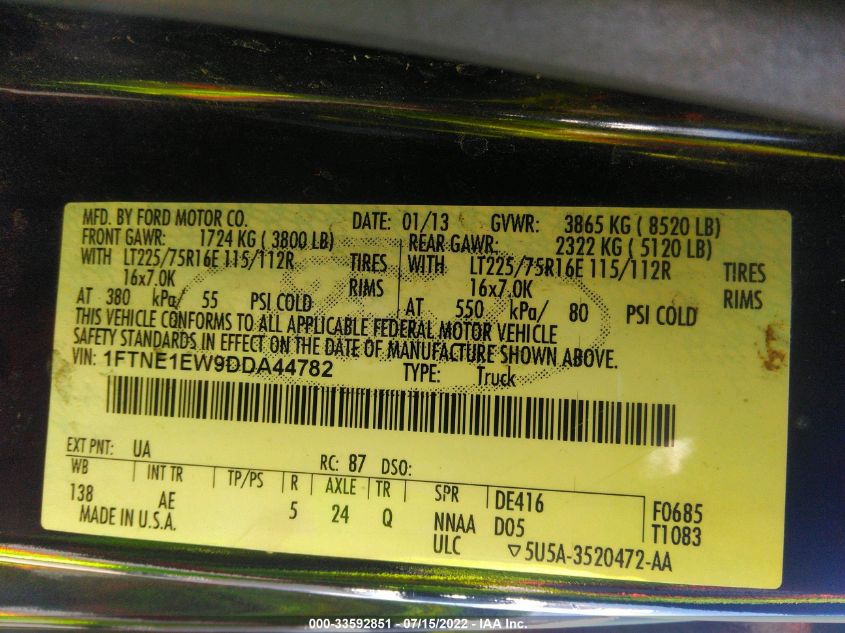 MFD. BY FORD MOTOR CO. DATE: 01/13 GVWR: 3865 KG ( 8520 LB)
FRONT GAWR: 1724 KG ( 3800 LB) REAR GAWR: 2322 KG ( 5120 LB)
WITH LT225/75R16E 115/112R TIRES WITH LT225/75R16E 115/112R TIRES
16x7.0K RIMS 16x7.0K RIMS
AT 380 kPa/ 55 PSI COLD AT 550 kPa/ 80 PSI COLD
THIS VEHICLE CONFORMS TO ALL APPLICABLE FEDERAL MOTOR VEHICLE
SAFETY STANDARDS IN EFFECT ON THE DATE OF MANUFACTURE SHOWN ABOVE.
VIN: 1FTNE1EW9DDA44782 TYPE: Truck
EXT PNT: UA RC: 87 DSO:
WB INT TR TP/PS R AXLE TR SPR DE416 F0685
138 AE 5 24 Q NNAA D05 T1083
MADE IN U.S.A. ULC ▽5U5A-3520472-AA
000-33592851 - 07/15/2022 - IAA Inc.